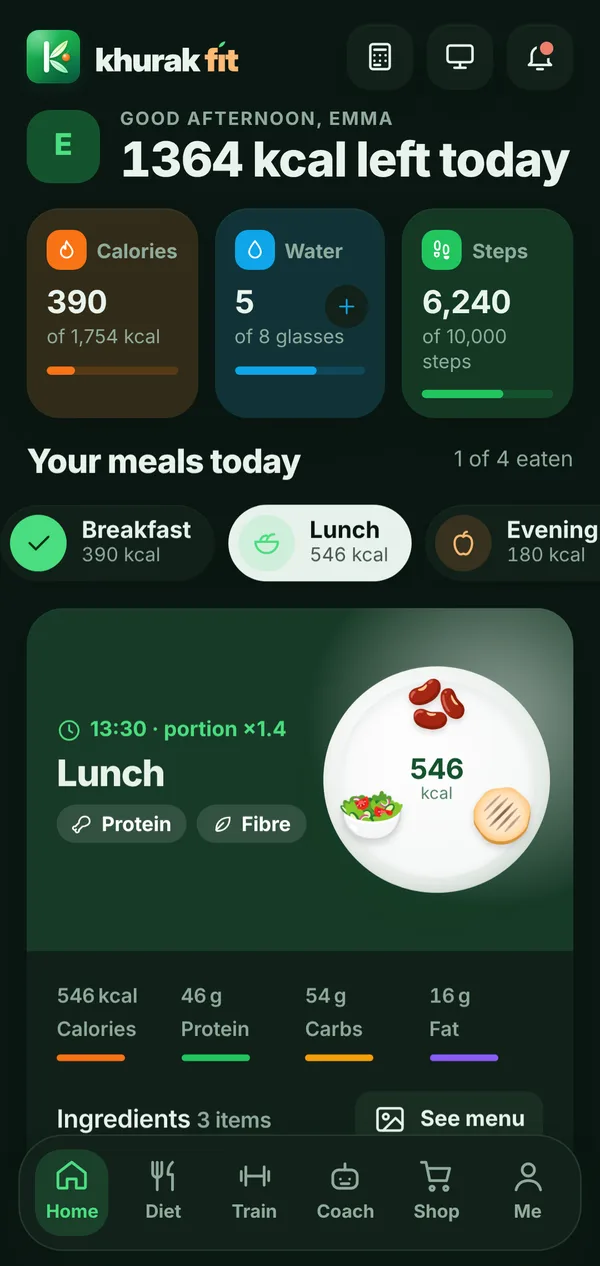 khurak fit
GOOD AFTERNOON, EMMA
E
1364 kcal left today
Calories
390
of 1,754 kcal
Water
5
of 8 glasses
Steps
6,240
of 10,000
steps
Your meals today
1 of 4 eaten
Breakfast
390 kcal
Lunch
546 kcal
Evening
180 kcal
13:30 · portion ×1.4
Lunch
Protein
Fibre
546
kcal
546 kcal
Calories
46 g
Protein
54 g
Carbs
16 g
Fat
Ingredients 3 items
See menu
Home
Diet
Train
Coach
Shop
Me